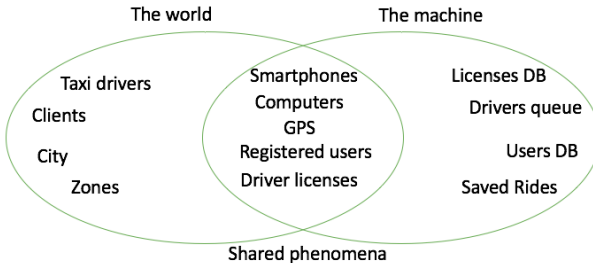 The world
The machine
Taxi drivers
Clients
City
Zones
Smartphones
Computers
GPS
Registered users
Driver licenses
Licenses DB
Drivers queue
Users DB
Saved Rides
Shared phenomena